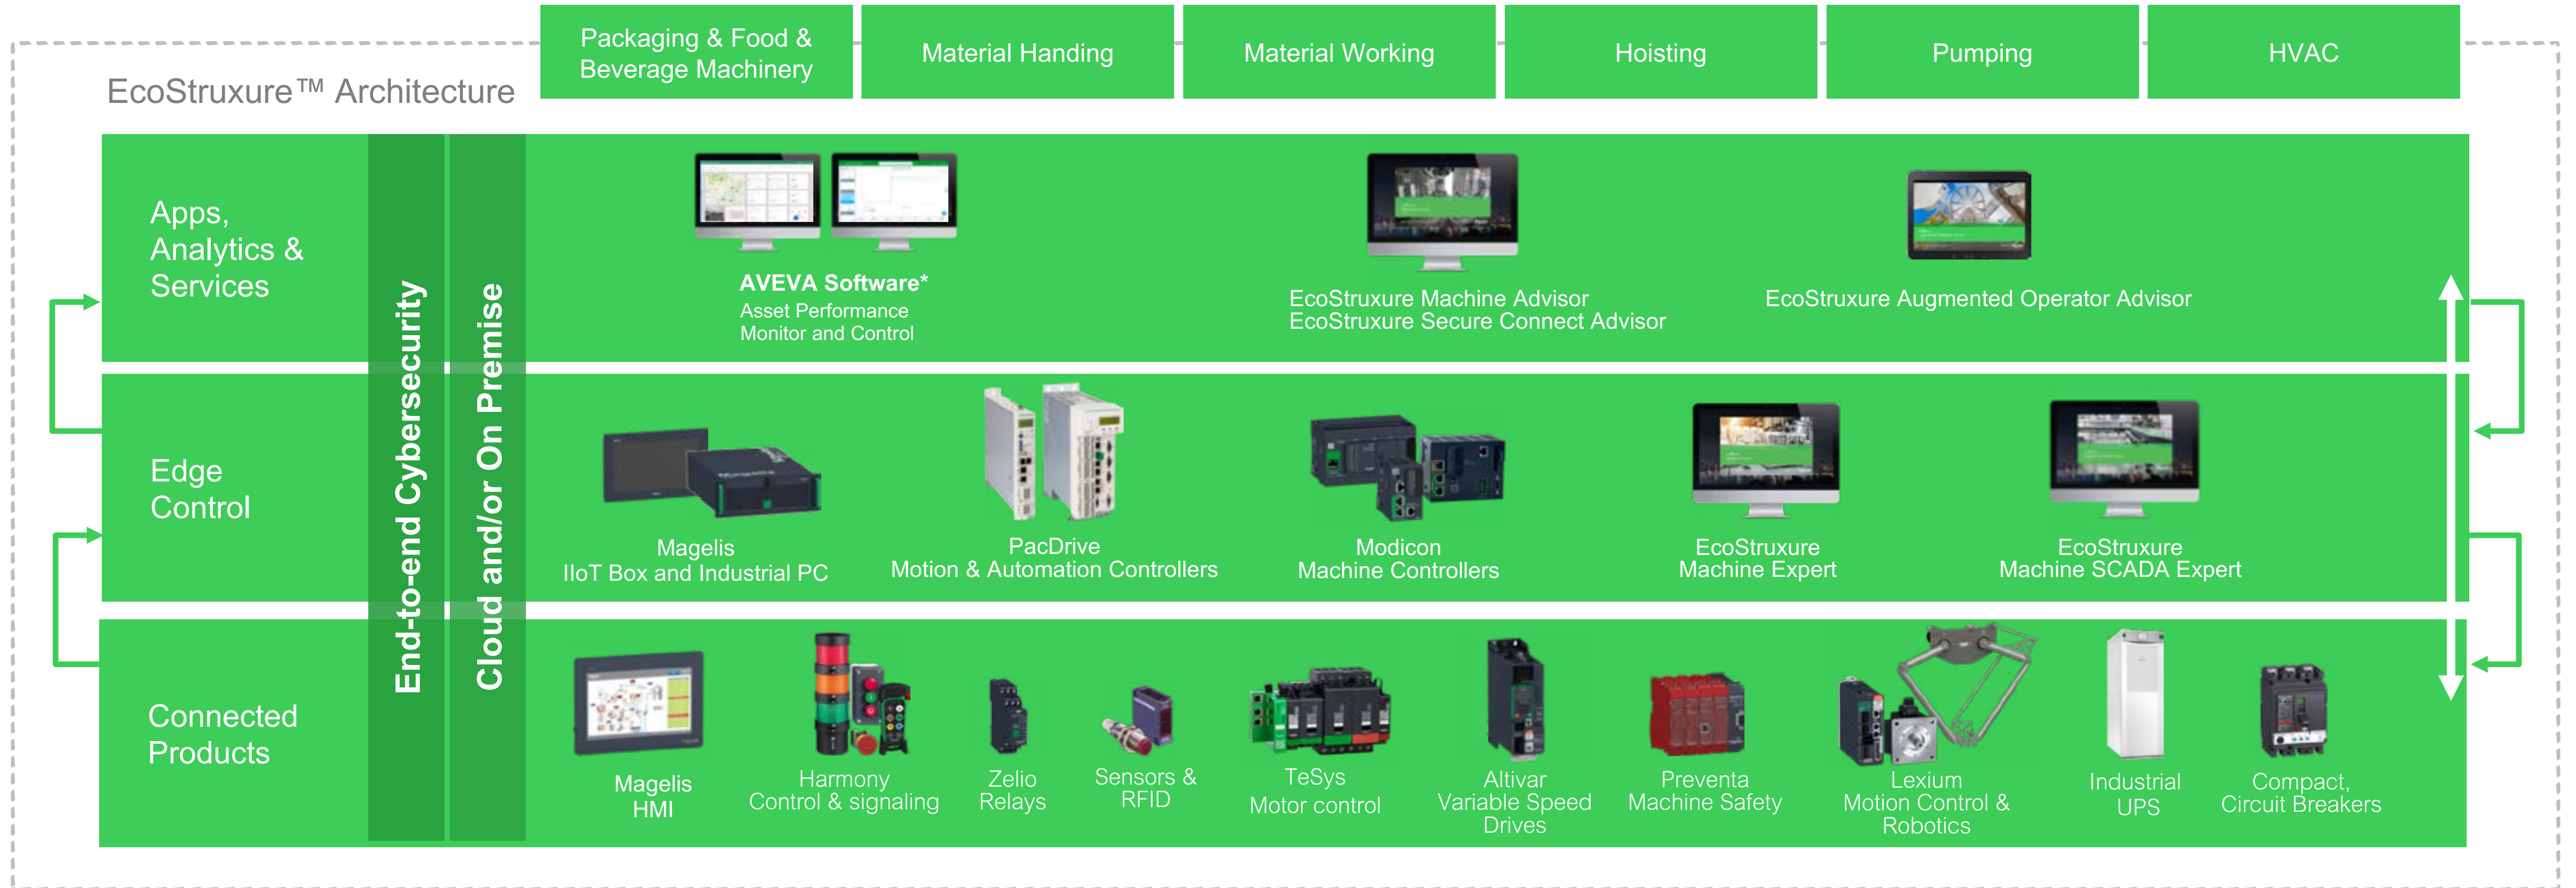 Packaging & Food &
Beverage Machinery
Material Handing
Material Working
Hoisting
Pumping
HVAC
EcoStruxure™ Architecture
Apps,
Analytics &
Services
End-to-end Cybersecurity
Cloud and/or On Premise
AVEVA Software*
Asset Performance
Monitor and Control
EcoStruxure Machine Advisor
EcoStruxure Secure Connect Advisor
EcoStruxure Augmented Operator Advisor
Edge
Control
Magelis
IIoT Box and Industrial PC
PacDrive
Motion & Automation Controllers
Modicon
Machine Controllers
EcoStruxure
Machine Expert
EcoStruxure
Machine SCADA Expert
Connected
Products
Magelis
HMI
Harmony
Control & signaling
Zelio
Relays
Sensors &
RFID
TeSys
Motor control
Altivar
Variable Speed
Drives
Preventa
Machine Safety
Lexium
Motion Control &
Robotics
Industrial
UPS
Compact,
Circuit Breakers